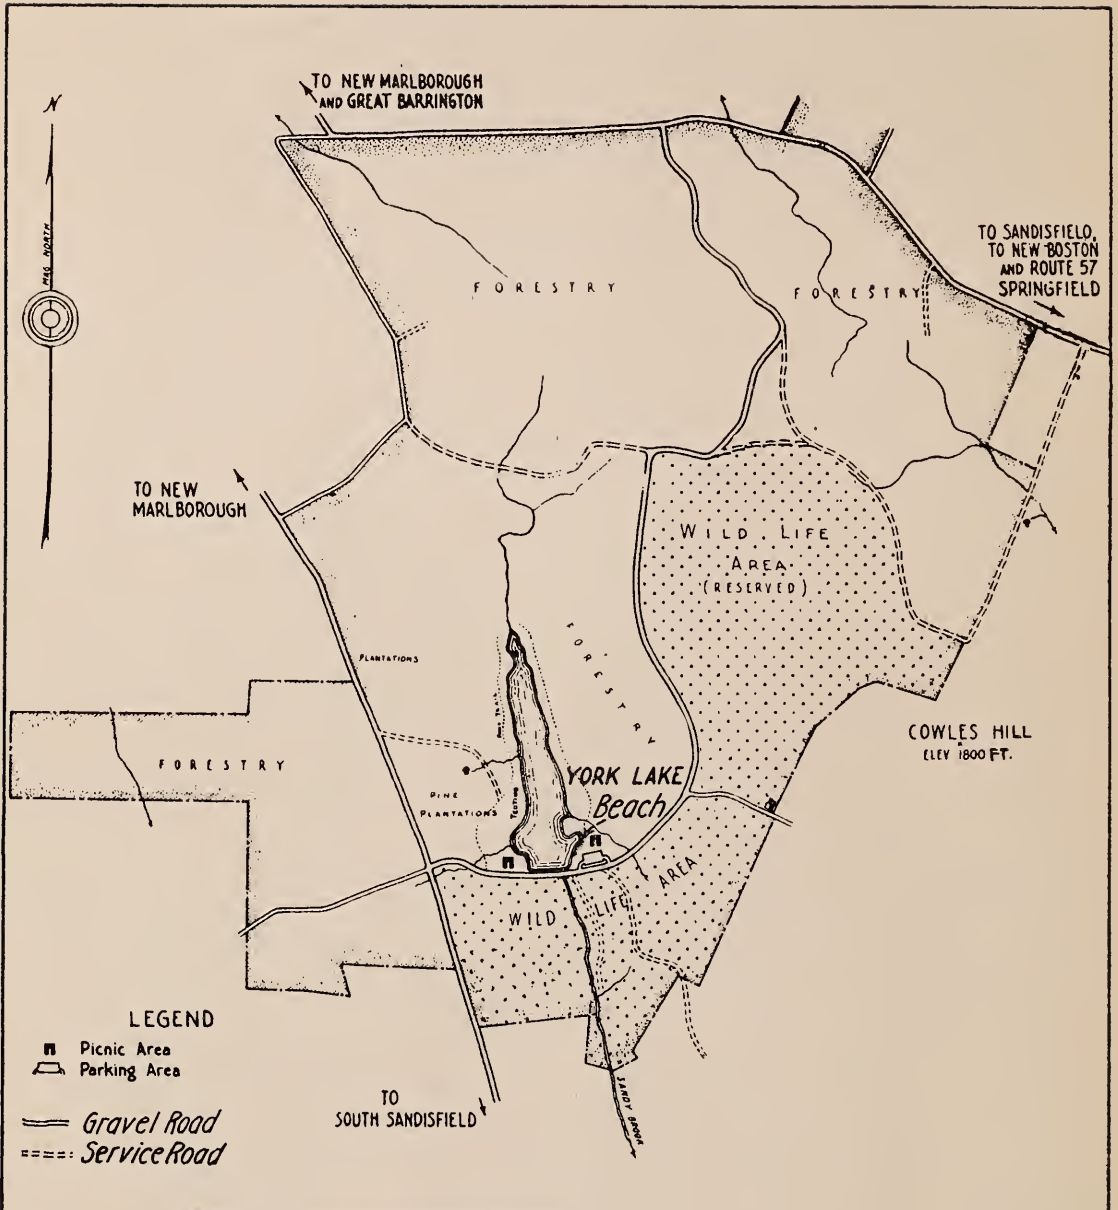 TO NEW MARLBOROUGH
AND GREAT BARRINGTON
N
MAG NORTH
TO SANDISFIELD,
TO NEW BOSTON
AND ROUTE 57
SPRINGFIELD
FORESTRY
FORESTRY
TO NEW
MARLBOROUGH
WILD LIFE
AREA
(RESERVED)
FORESTRY
PLANTATIONS
COWLES HILL
ELEV 1800 FT.
FORESTRY
YORK LAKE
Beach
PINE
PLANTATIONS
TESTING
WILD LIFE AREA
LEGEND
Picnic Area
Parking Area
Gravel Road
Service Road
TO
SOUTH SANDISFIELD
SANDY BROOK